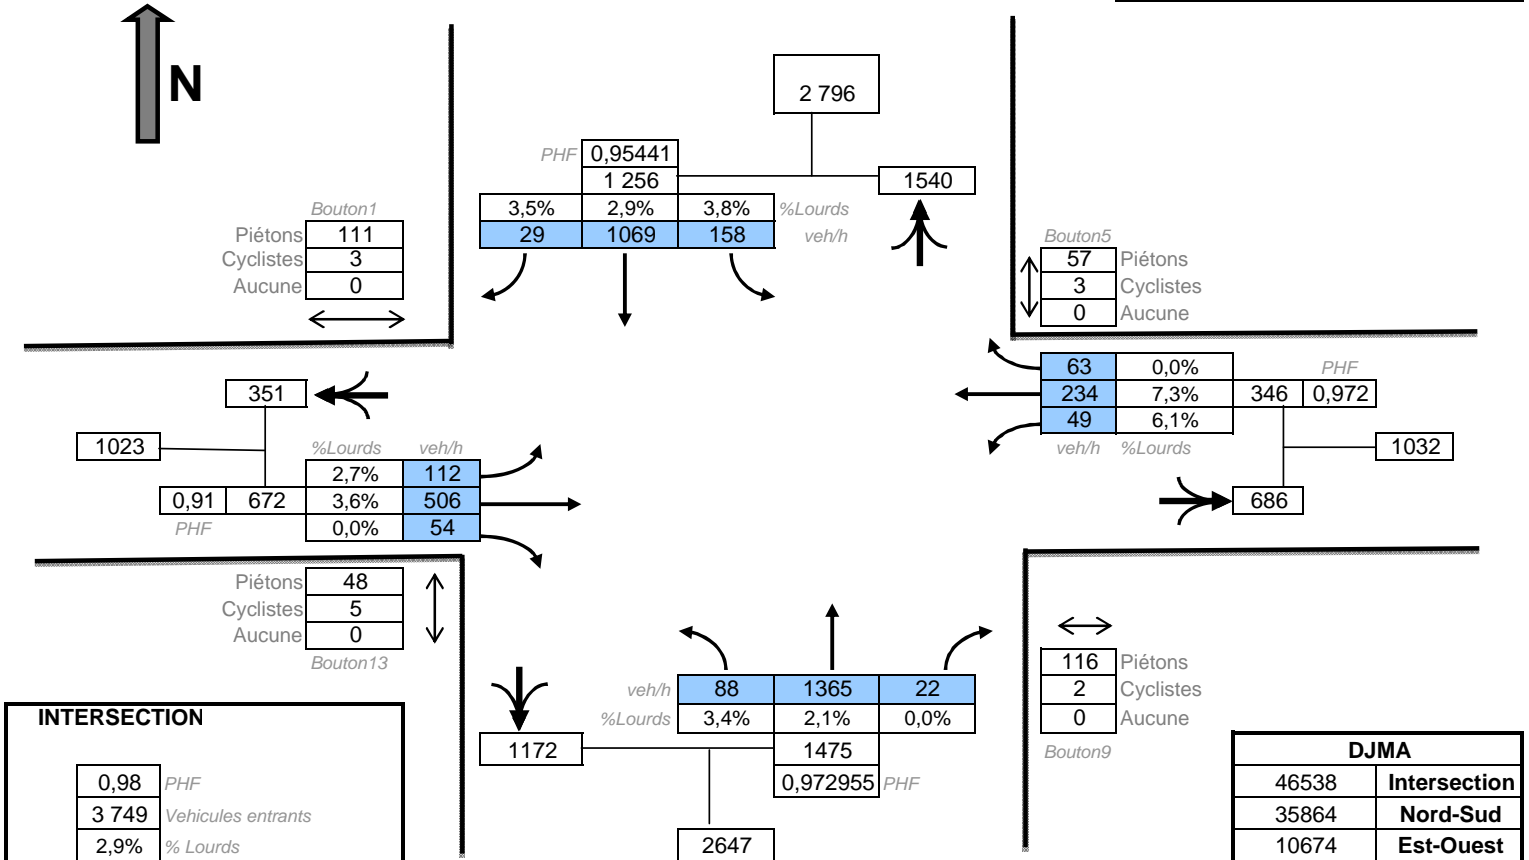 N
2 796
PHF 0,95441
1 256 1540
3,5% 2,9% 3,8% %Lourds
29 1069 158 veh/h
Bouton1
Piétons 111
Cyclistes 3
Aucune 0
Bouton5
57 Piétons
3 Cyclistes
0 Aucune
351
1023
%Lourds veh/h
2,7% 112
0,91 672 3,6% 506
PHF 0,0% 54
63 0,0% PHF
234 7,3% 346 0,972
49 6,1%
veh/h %Lourds 1032
686
Piétons 48
Cyclistes 5
Aucune 0
Bouton13
veh/h 88 1365 22
%Lourds 3,4% 2,1% 0,0%
1172 1475
0,972955 PHF
2647
116 Piétons
2 Cyclistes
0 Aucune
Bouton9
INTERSECTION
0,98 PHF
3 749 Vehicules entrants
2,9% % Lourds
DJMA
46538 Intersection
35864 Nord-Sud
10674 Est-Ouest